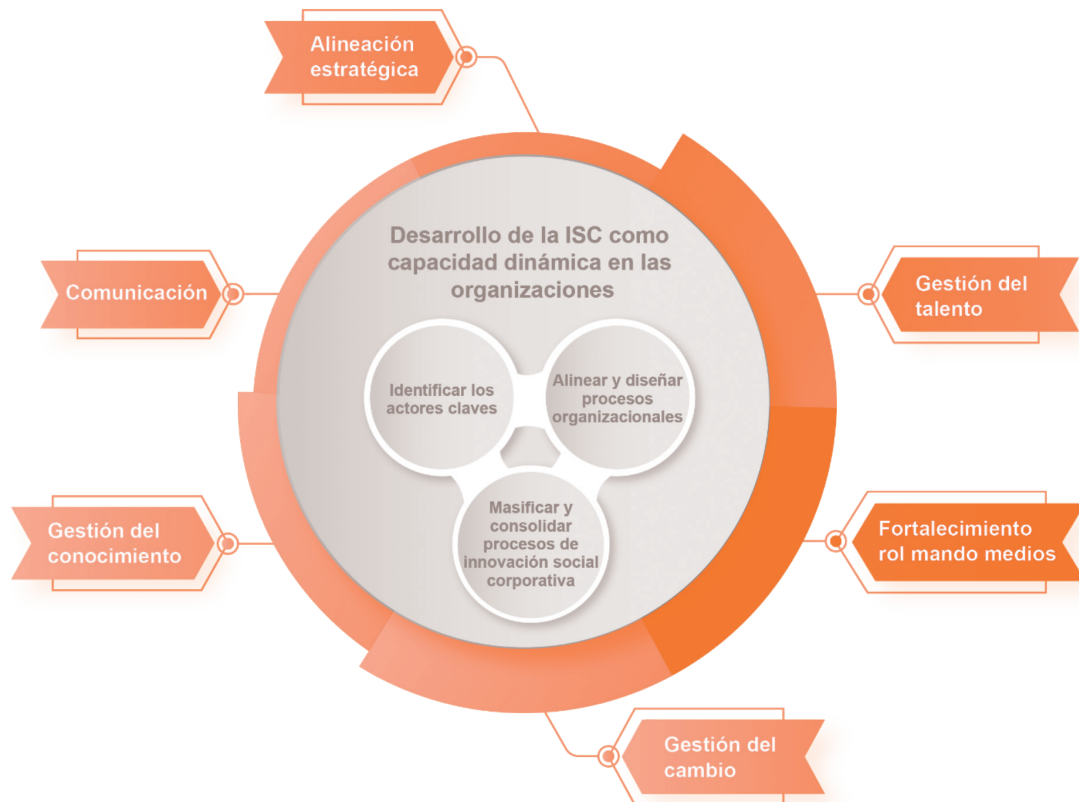 Alineación
estratégica
Desarrollo de la ISC como
capacidad dinámica en las
organizaciones
Comunicación
Gestión del
talento
Identificar los
actores claves
Alinear y diseñar
procesos
organizacionales
Masificar y
consolidar
procesos de
innovación social
corporativa
Gestión del
conocimiento
Fortalecimiento
rol mando medios
Gestión del
cambio